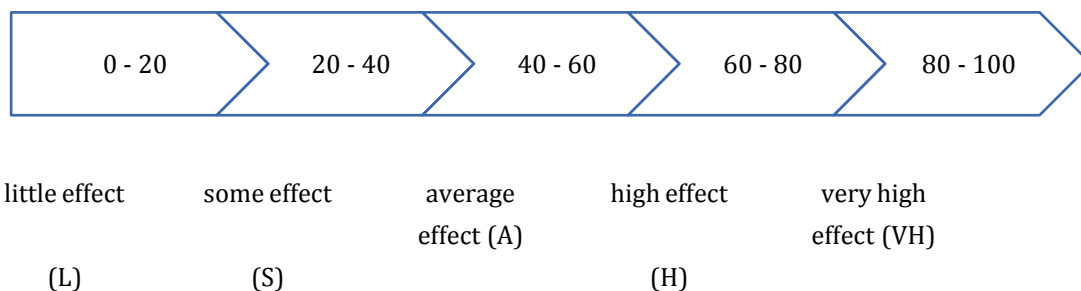 0 - 20 20 - 40 40 - 60 60 - 80 80 - 100
little effect some effect average high effect very high
effect (A) effect (VH)
(L) (S) (H)